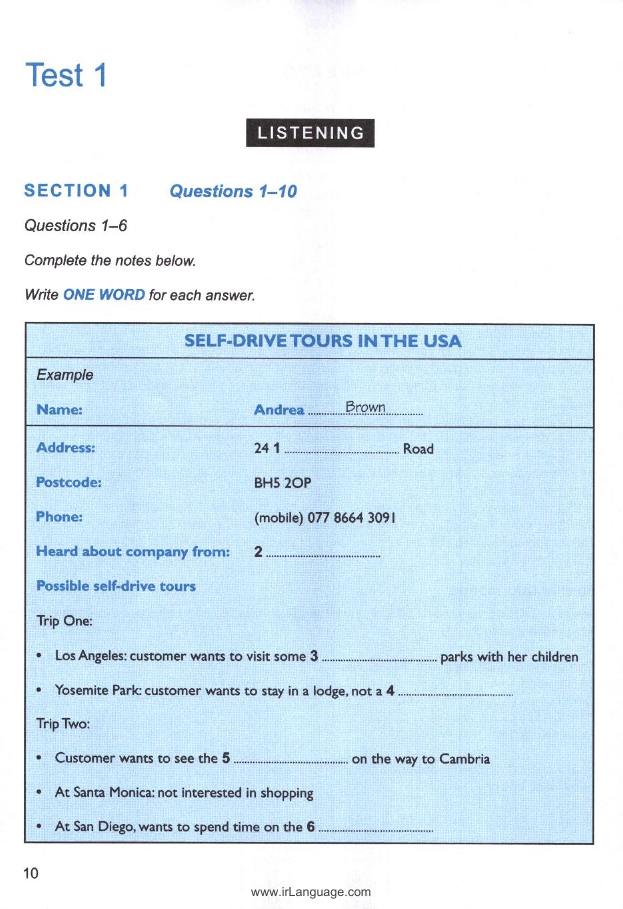 Test 1
LISTENING
SECTION 1 Questions 1–10
Questions 1–6
Complete the notes below.
Write ONE WORD for each answer.
SELF-DRIVE TOURS IN THE USA
Example
Name: Andrea ............Brown............
Address: 24 1 ........................................ Road
Postcode: BH5 2OP
Phone: (mobile) 077 8664 3091
Heard about company from: 2 ........................................
Possible self-drive tours
Trip One:
• Los Angeles: customer wants to visit some 3 ........................................ parks with her children
• Yosemite Park: customer wants to stay in a lodge, not a 4 ........................................
Trip Two:
• Customer wants to see the 5 ........................................ on the way to Cambria
• At Santa Monica: not interested in shopping
• At San Diego, wants to spend time on the 6 ........................................
10
www.irLanguage.com